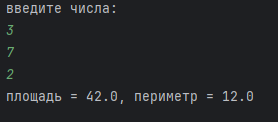 введите числа:
3
7
2
площадь = 42.0, периметр = 12.0